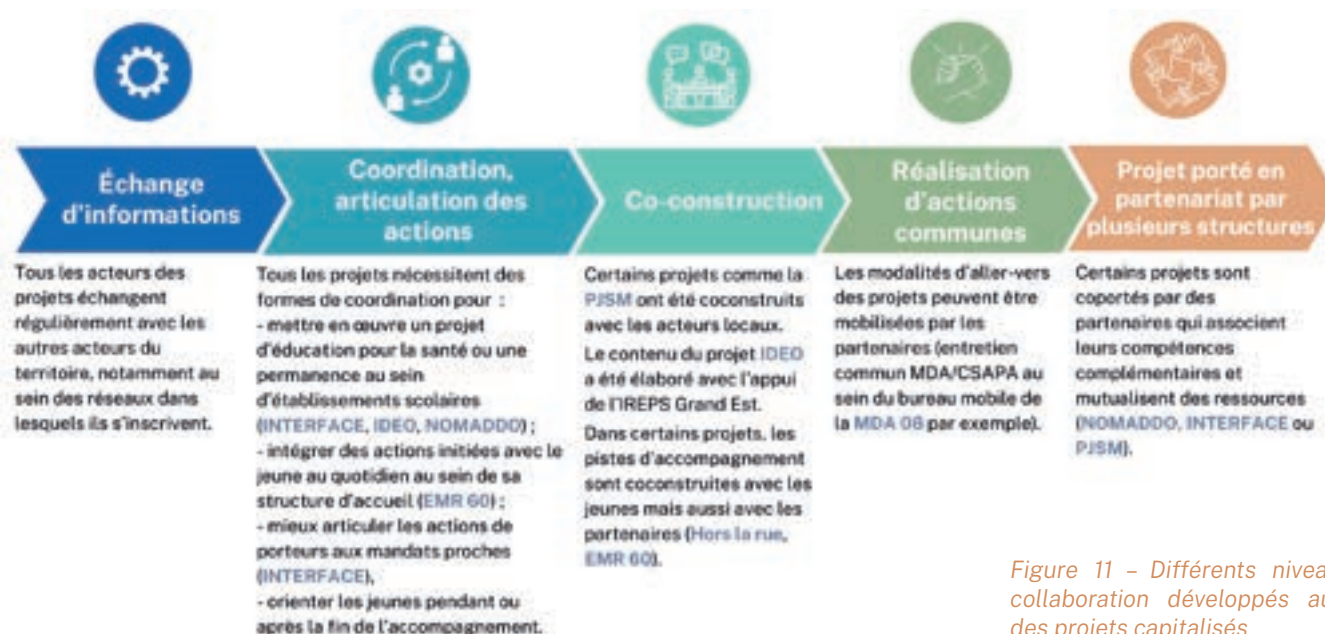 Échange
d'informations
Coordination,
articulation des
actions
Co-construction
Réalisation
d'actions
communes
Projet porté en
partenariat par
plusieurs structures
Tous les acteurs des
projets échangent
régulièrement avec les
autres acteurs du
territoire, notamment au
sein des réseaux dans
lesquels ils s'inscrivent.
Tous les projets nécessitent des
formes de coordination pour :
- mettre en œuvre un projet
d'éducation pour la santé ou une
permanence au sein
d'établissements scolaires
(INTERFACE, IDEO, NOMADDO) ;
- intégrer des actions initiées avec le
jeune au quotidien au sein de sa
structure d'accueil (EMR 60) ;
- mieux articuler les actions de
porteurs aux mandats proches
(INTERFACE),
- orienter les jeunes pendant ou
après la fin de l'accompagnement.
Certains projets comme la
PJSM ont été coconstruits
avec les acteurs locaux.
Le contenu du projet IDEO
a été élaboré avec l'appui
de l'IREPS Grand Est.
Dans certains projets, les
pistes d'accompagnement
sont coconstruites avec les
jeunes mais aussi avec les
partenaires (Hors la rue,
EMR 60).
Les modalités d'aller-vers
des projets peuvent être
mobilisées par les
partenaires (entretien
commun MDA/CSAPA au
sein du bureau mobile de
la MDA 08 par exemple).
Certains projets sont
coportés par des
partenaires qui associent
leurs compétences
complémentaires et
mutualisent des ressources
(NOMADDO, INTERFACE ou
PJSM).
Figure 11 – Différents nivea
collaboration développés au
des projets capitalisés